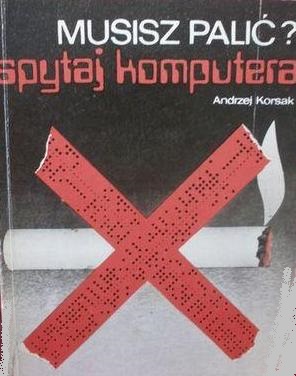 MUSISZ PALIĆ?
spytaj komputera
Andrzej Korsak